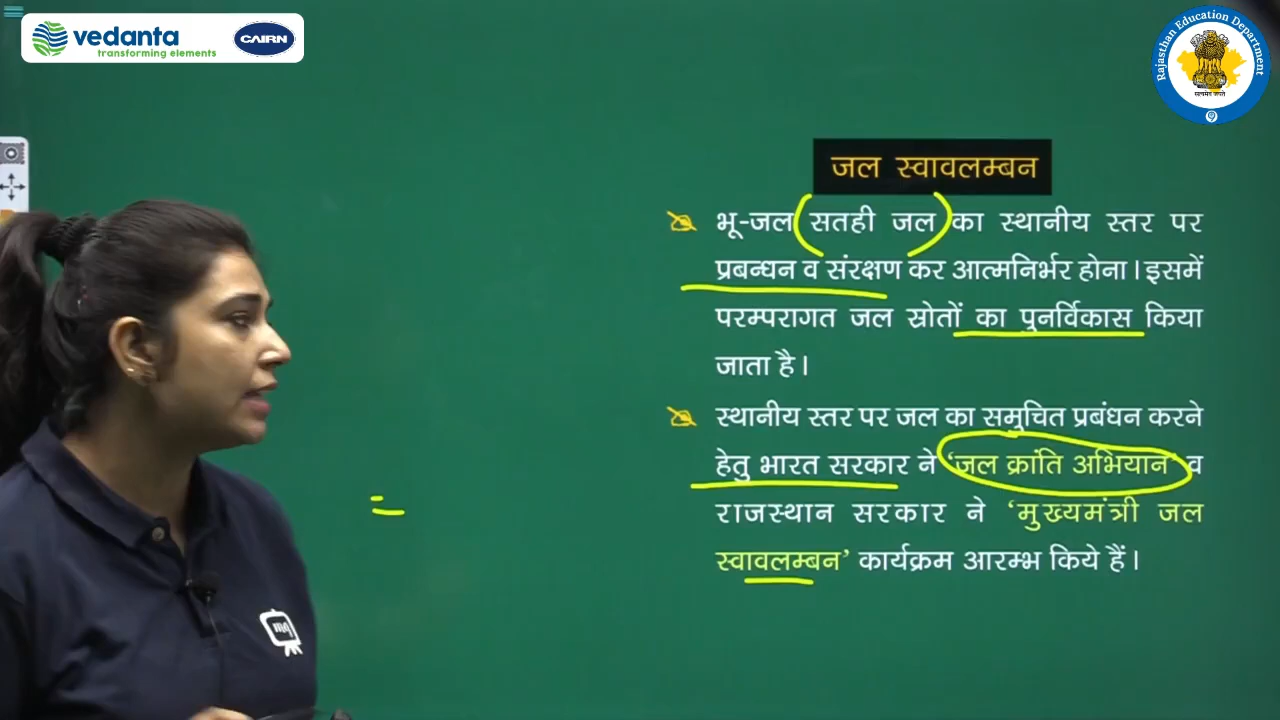 vedanta
transforming elements
CAIRN
Rajasthan Education Department
सत्यमेव जयते
जल स्वावलम्बन
भू-जल सतही जल का स्थानीय स्तर पर
प्रबन्धन व संरक्षण कर आत्मनिर्भर होना। इसमें
परम्परागत जल स्रोतों का पुनर्विकास किया
जाता है।
स्थानीय स्तर पर जल का समुचित प्रबंधन करने
हेतु भारत सरकार ने ‘जल क्रांति अभियान’ व
राजस्थान सरकार ने ‘मुख्यमंत्री जल
स्वावलम्बन’ कार्यक्रम आरम्भ किये हैं।